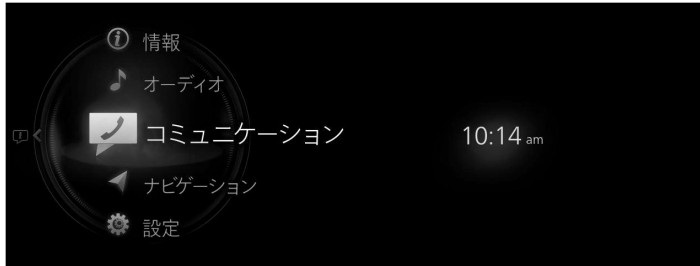 情報
オーディオ
コミュニケーション
10:14 am
ナビゲーション
設定